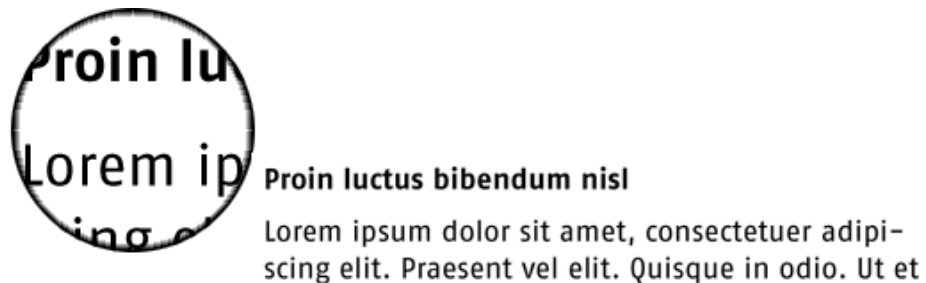 Proin lu
Lorem ip
Proin luctus bibendum nisl
Lorem ipsum dolor sit amet, consectetuer adipi-
scing elit. Praesent vel elit. Quisque in odio. Ut et